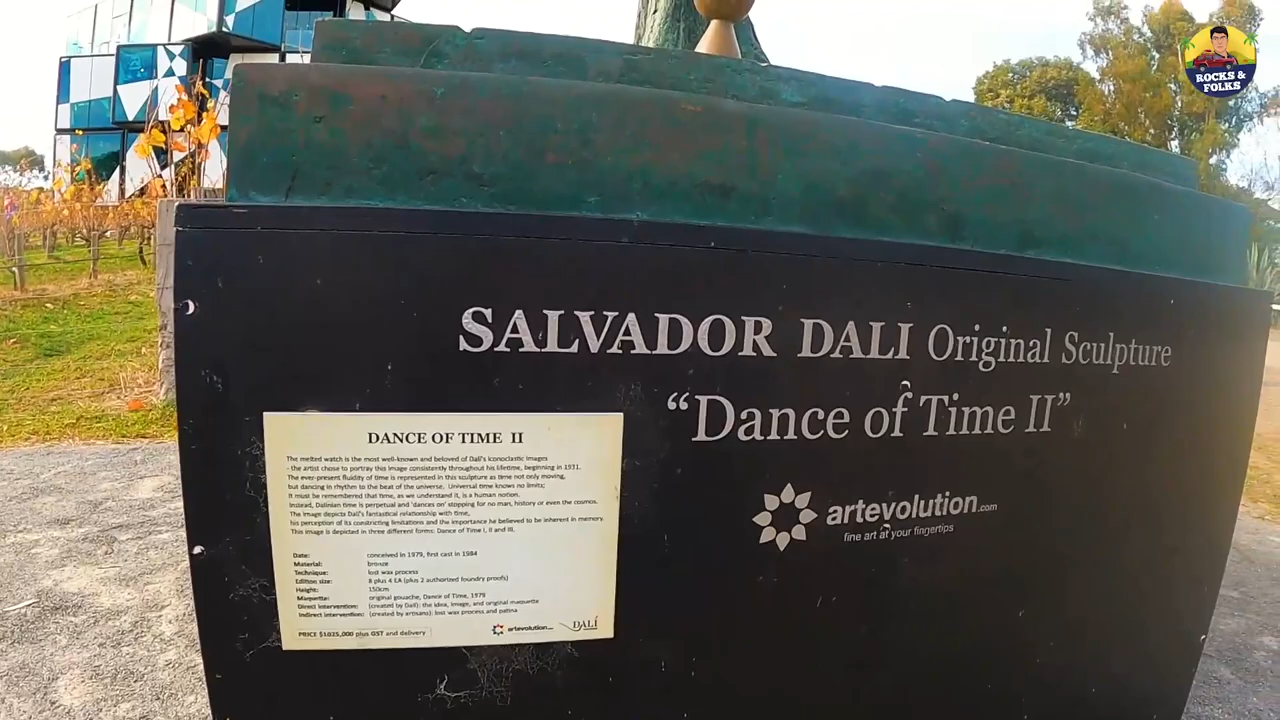 ROCKS &
FOLKS
SALVADOR DALI Original Sculpture
“Dance of Time II”
artevolution.com
fine art at your fingertips
DANCE OF TIME II
The melted watch is the most well-known and beloved of Dali's iconoclastic images
- the artist chose to portray this image consistently throughout his lifetime, beginning in 1931.
The ever-present fluidity of time is represented in this sculpture as time not only moving,
but dancing in rhythm to the beat of the universe. Universal time knows no limits;
it must be remembered that time, as we understand it, is a human notion.
Instead, Dalinian time is perpetual and 'dances on' stopping for no man, history or even the cosmos.
The image depicts Dali's fantastical relationship with time,
his perception of its constricting limitations and the importance he believed to be inherent in memory.
This image is depicted in three different forms: Dance of Time I, II and III.
Date: conceived in 1979, first cast in 1984
Material: bronze
Technique: lost wax process
Edition size: 8 plus 4 EA (plus 2 authorized foundry proofs)
Height: 150cm
Maquette: original gouache, Dance of Time, 1979
Direct intervention: (created by Dali): the idea, image, and original maquette
Indirect intervention: (created by artisans): lost wax process and patina
PRICE $1025,000 plus GST and delivery
artevolution
DALÍ